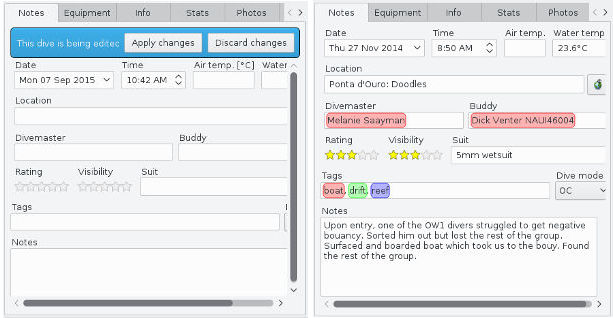 Notes Equipment Info Stats Photos
This dive is being edited Apply changes Discard changes
Date Time Air temp. [°C] Water
Mon 07 Sep 2015 10:42 AM
Location
Divemaster Buddy
Rating Visibility Suit
Tags
Notes
Notes Equipment Info Stats Photos
Date Time Air temp. Water temp
Thu 27 Nov 2014 8:50 AM 23.6°C
Location
Ponta d'Ouro: Doodles
Divemaster Buddy
Melanie Saayman Dick Venter NAUI46004
Rating Visibility Suit
5mm wetsuit
Tags Dive mode
boat, drift, reef OC
Notes
Upon entry, one of the OW1 divers struggled to get negative
bouancy. Sorted him out but lost the rest of the group.
Surfaced and boarded boat which took us to the bouy. Found
the rest of the group.